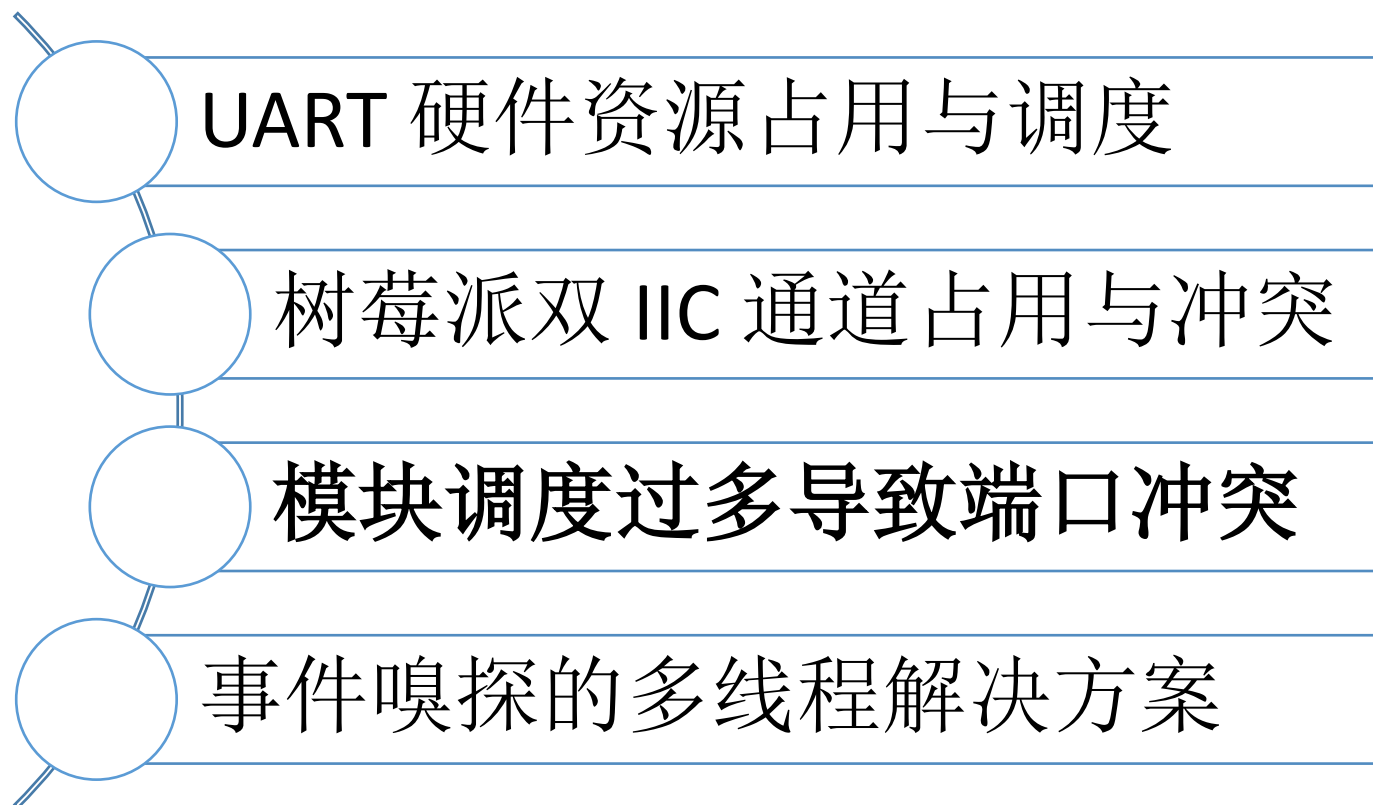 UART 硬件资源占用与调度
树莓派双 IIC 通道占用与冲突
模块调度过多导致端口冲突
事件嗅探的多线程解决方案